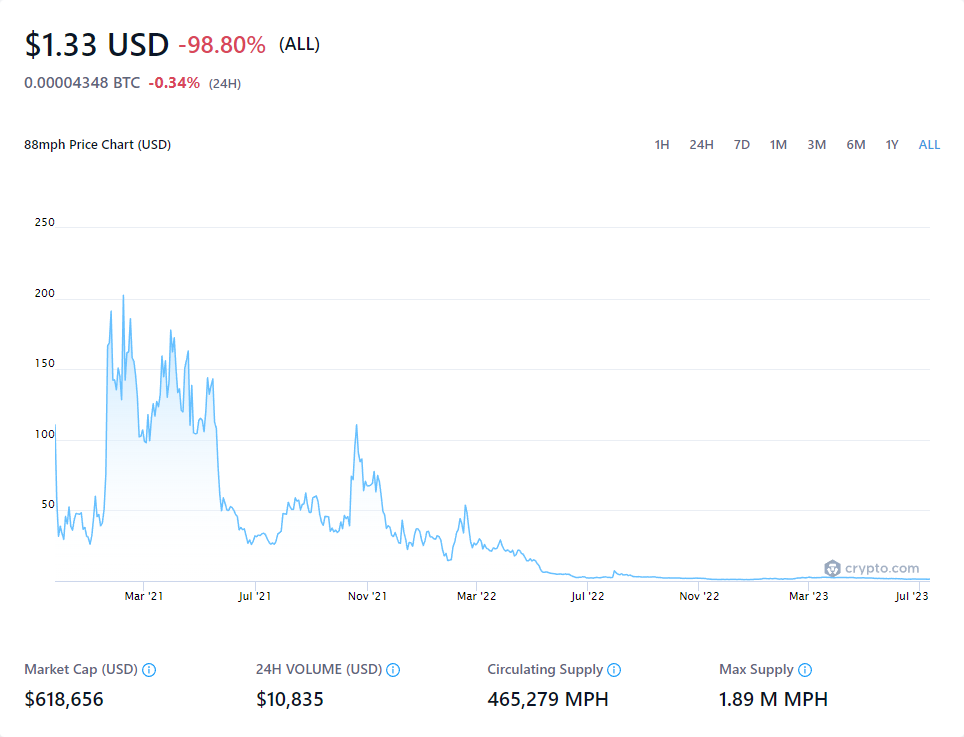 $1.33 USD -98.80% (ALL)
0.00004348 BTC -0.34% (24H)
88mph Price Chart (USD) 1H 24H 7D 1M 3M 6M 1Y ALL
250
200
150
100
50
crypto.com
Mar '21 Jul '21 Nov '21 Mar '22 Jul '22 Nov '22 Mar '23 Jul '23
Market Cap (USD) 24H VOLUME (USD) Circulating Supply Max Supply
$618,656 $10,835 465,279 MPH 1.89 M MPH